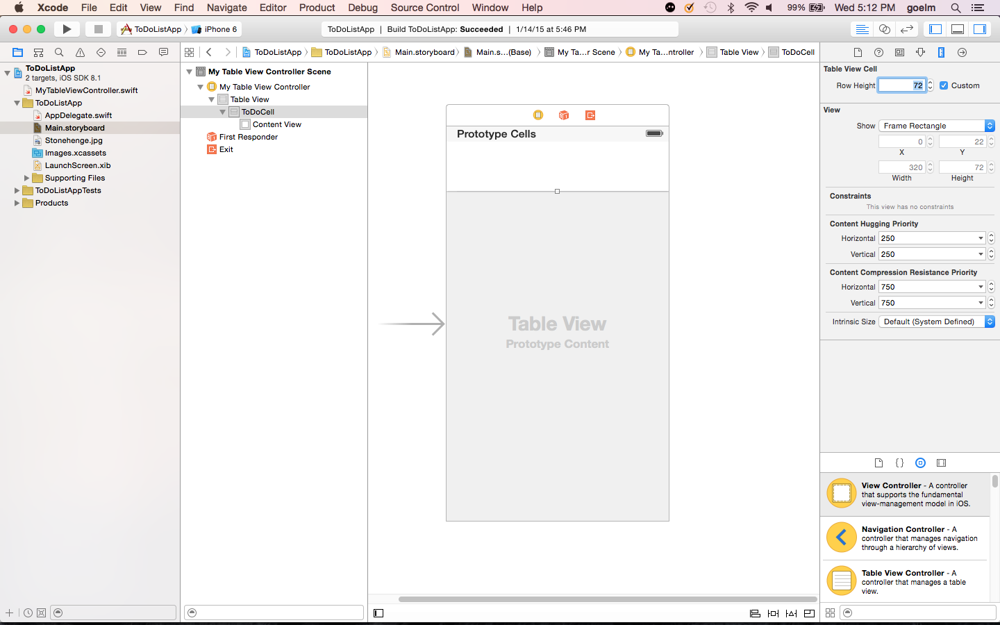 Xcode File Edit View Find Navigate Editor Product Debug Source Control Window Help 99% Wed 5:12 PM goelm
ToDoListApp iPhone 6 ToDoListApp | Build ToDoListApp: Succeeded | 1/14/15 at 5:46 PM
ToDoListApp ToDoListApp Main.storyboard Main.s...(Base) My Ta...r Scene My Ta...ntroller Table View ToDoCell
ToDoListApp
2 targets, iOS SDK 8.1
MyTableViewController.swift
ToDoListApp
AppDelegate.swift
Main.storyboard
Stonehenge.jpg
Images.xcassets
LaunchScreen.xib
Supporting Files
ToDoListAppTests
Products
My Table View Controller Scene
My Table View Controller
Table View
ToDoCell
Content View
First Responder
Exit
Prototype Cells
Table View
Prototype Content
Table View Cell
Row Height 72 Custom
View
Show Frame Rectangle
0 22
X Y
320 72
Width Height
Constraints
This view has no constraints
Content Hugging Priority
Horizontal 250
Vertical 250
Content Compression Resistance Priority
Horizontal 750
Vertical 750
Intrinsic Size Default (System Defined)
View Controller - A controller
that supports the fundamental
view-management model in iOS.
Navigation Controller - A
controller that manages navigation
through a hierarchy of views.
Table View Controller - A
controller that manages a table
view.